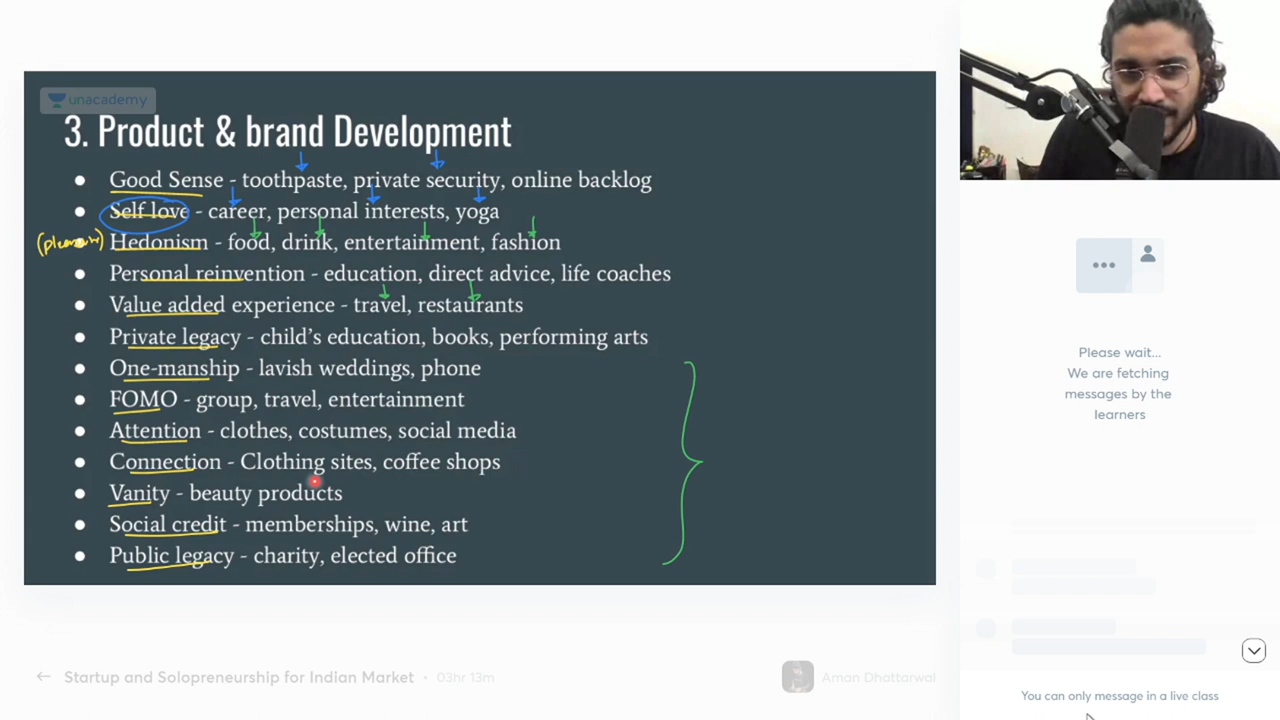 unacademy
3. Product & brand Development
Good Sense - toothpaste, private security, online backlog
Self love - career, personal interests, yoga
(pleasure) Hedonism - food, drink, entertainment, fashion
Personal reinvention - education, direct advice, life coaches
Value added experience - travel, restaurants
Private legacy - child's education, books, performing arts
One-manship - lavish weddings, phone
FOMO - group, travel, entertainment
Attention - clothes, costumes, social media
Connection - Clothing sites, coffee shops
Vanity - beauty products
Social credit - memberships, wine, art
Public legacy - charity, elected office
Please wait...
We are fetching
messages by the
learners
Startup and Solopreneurship for Indian Market • 03hr 13m
Aman Dhattarwal
You can only message in a live class